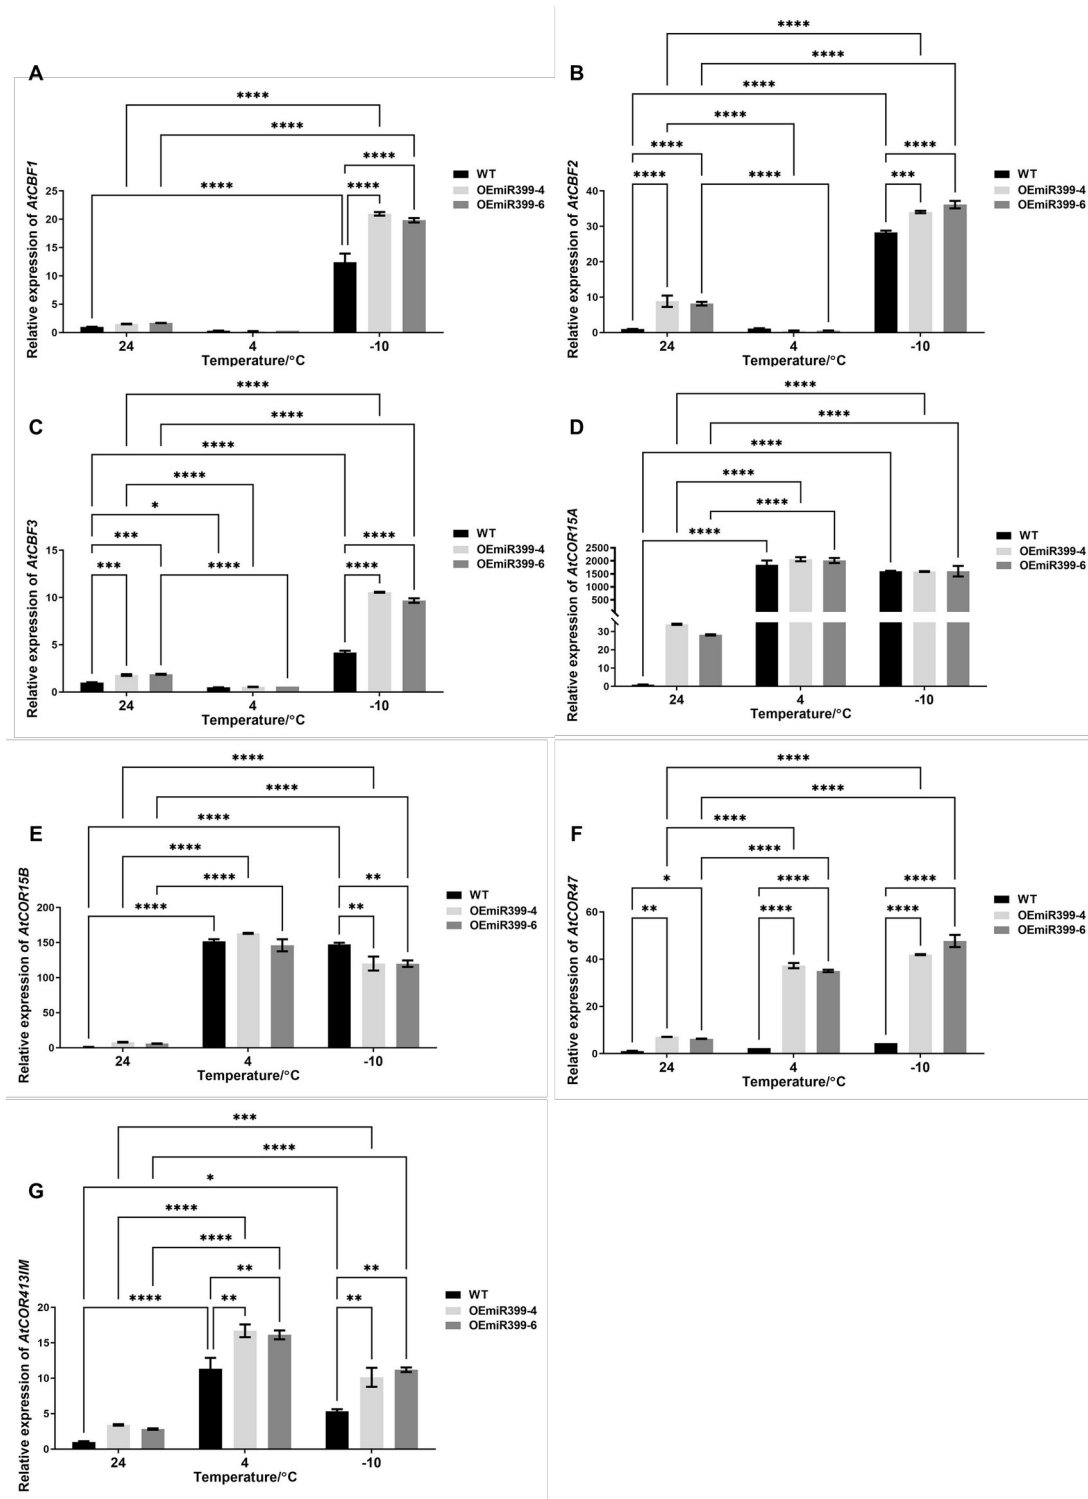 A
****
****
****
****
****
WT
OEmiR399-4
OEmiR399-6
Relative expression of AtCBF1
25
20
15
10
5
0
24
4
-10
Temperature/°C
B
****
****
****
****
****
****
****
****
***
WT
OEmiR399-4
OEmiR399-6
Relative expression of AtCBF2
40
30
20
10
0
24
4
-10
Temperature/°C
C
****
****
****
****
*
***
***
****
****
****
WT
OEmiR399-4
OEmiR399-6
Relative expression of AtCBF3
15
10
5
0
24
4
-10
Temperature/°C
D
****
****
****
****
****
****
WT
OEmiR399-4
OEmiR399-6
Relative expression of AtCOR15A
2500
2000
1500
1000
500
30
20
10
0
24
4
-10
Temperature/°C
E
****
****
****
****
****
****
**
**
WT
OEmiR399-4
OEmiR399-6
Relative expression of AtCOR15B
200
150
100
50
0
24
4
-10
Temperature/°C
F
****
****
****
****
*
**
****
****
****
****
WT
OEmiR399-4
OEmiR399-6
Relative expression of AtCOR47
60
40
20
0
24
4
-10
Temperature/°C
G
***
****
*
****
****
****
**
**
**
**
WT
OEmiR399-4
OEmiR399-6
Relative expression of AtCOR413IM
20
15
10
5
0
24
4
-10
Temperature/°C